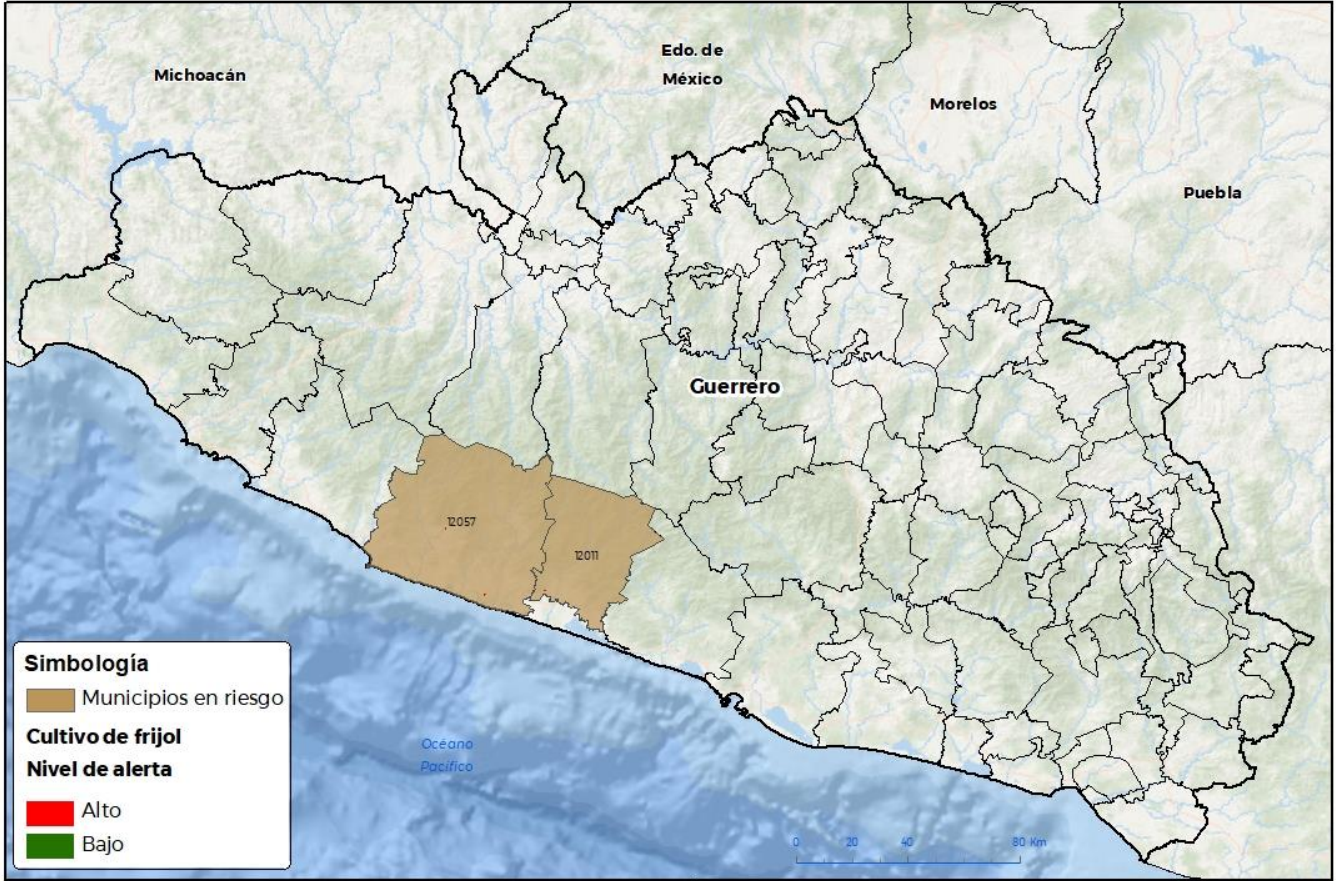 Edo. de
México
Michoacán
Morelos
Puebla
Guerrero
12057
12011
Simbología
Municipios en riesgo
Cultivo de frijol
Nivel de alerta
Alto
Bajo
Océano
Pacífico
0 20 40 80 Km